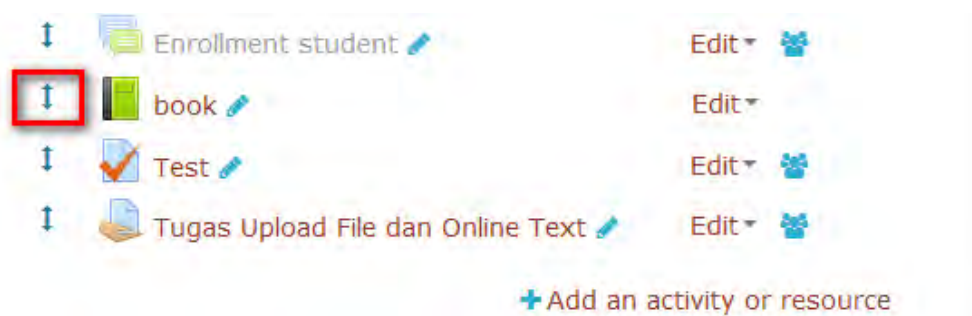 Enrollment student Edit
book Edit
Test Edit
Tugas Upload File dan Online Text Edit
Add an activity or resource